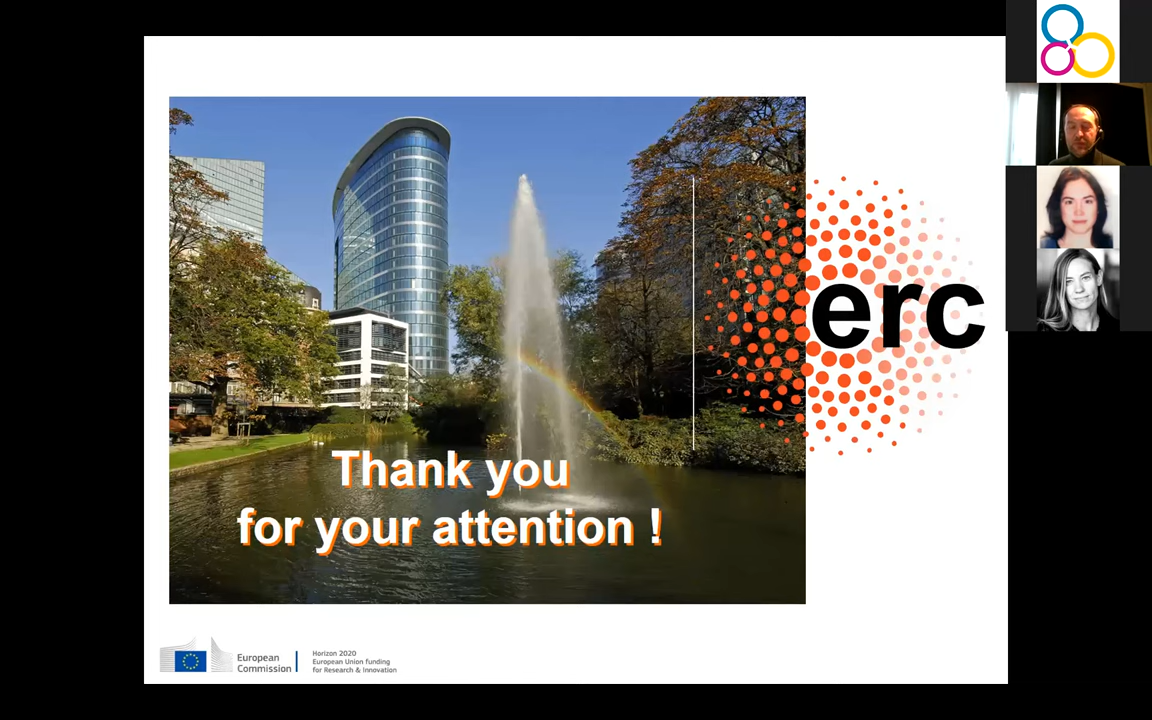 erc
Thank you
for your attention !
European
Commission
Horizon 2020
European Union funding
for Research & Innovation